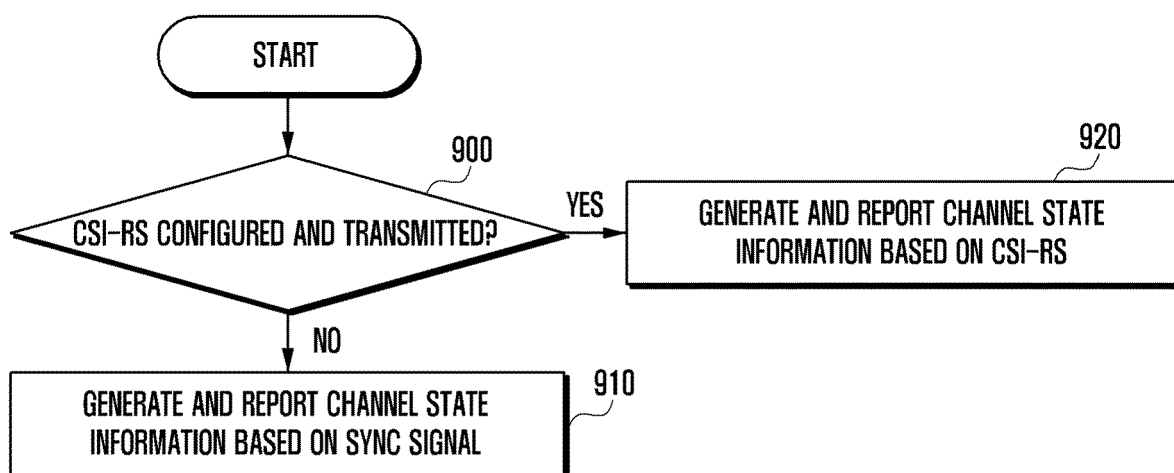 START
900
CSI-RS CONFIGURED AND TRANSMITTED?
YES
920
GENERATE AND REPORT CHANNEL STATE
INFORMATION BASED ON CSI-RS
NO
910
GENERATE AND REPORT CHANNEL STATE
INFORMATION BASED ON SYNC SIGNAL